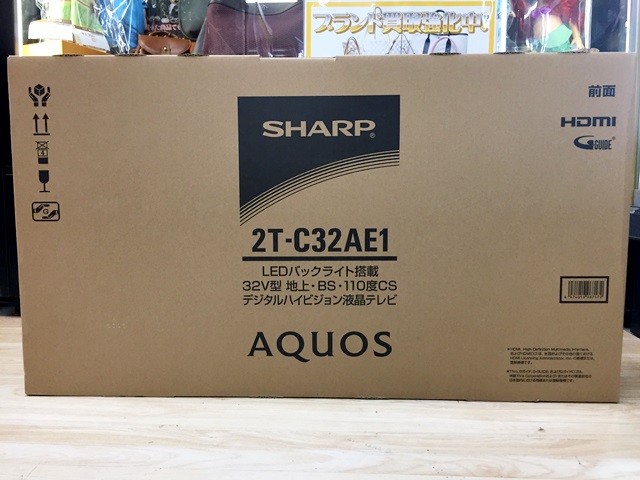 ブランド買取強化中!
前面
HDMI
G GUIDE®
SHARP®
2T-C32AE1
LEDバックライト搭載
32V型 地上・BS・110度CS
デジタルハイビジョン液晶テレビ
AQUOS